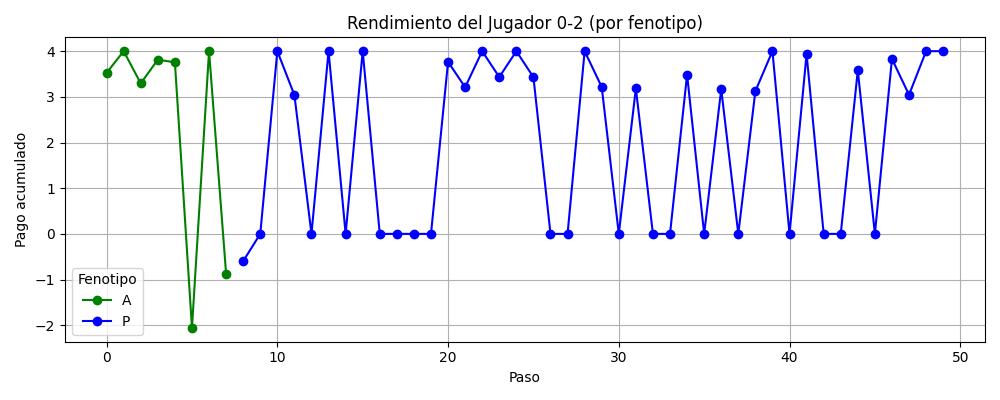 Rendimiento del Jugador 0-2 (por fenotipo)
Pago acumulado
4
3
2
1
0
−1
−2
Fenotipo
A
P
0
10
20
30
40
50
Paso